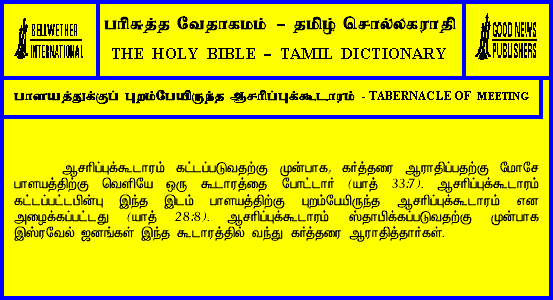 BELLWETHER
INTERNATIONAL
பரிசுத்த வேதாகமம் – தமிழ் சொல்லகராதி
THE HOLY BIBLE – TAMIL DICTIONARY
GOOD NEWS
PUBLISHERS
பாளயத்துக்குப் புறம்பேயிருந்த ஆசரிப்புக்கூடாரம் - TABERNACLE OF MEETING
ஆசரிப்புக்கூடாரம் கட்டப்படுவதற்கு முன்பாக, கர்த்தரை ஆராதிப்பதற்கு மோசே
பாளயத்திற்கு வெளியே ஒரு கூடாரத்தை போட்டார் (யாத் 33:7). ஆசரிப்புக்கூடாரம்
கட்டப்பட்டபின்பு இந்த இடம் பாளயத்திற்கு புறம்பேயிருந்த ஆசரிப்புக்கூடாரம் என
அழைக்கப்பட்டது (யாத் 28:8). ஆசரிப்புக்கூடாரம் ஸ்தாபிக்கப்படுவதற்கு முன்பாக
இஸ்ரவேல் ஜனங்கள் இந்த கூடாரத்தில் வந்து கர்த்தரை ஆராதித்தார்கள்.